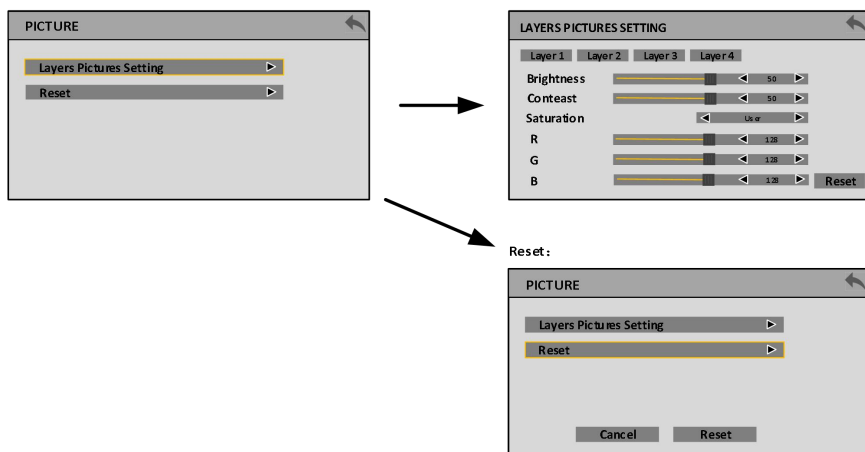 PICTURE
Layers Pictures Setting
Reset
LAYERS PICTURES SETTING
Layer 1 Layer 2 Layer 3 Layer 4
Brightness 50
Conteast 50
Saturation User
R 128
G 128
B 128 Reset
Reset:
PICTURE
Layers Pictures Setting
Reset
Cancel Reset